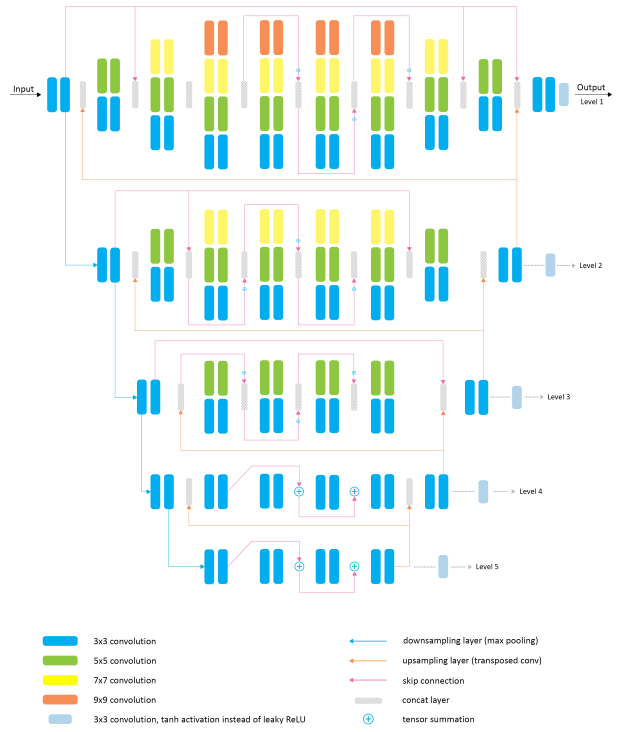 Input
Output
Level 1
Level 2
Level 3
Level 4
Level 5
3x3 convolution
5x5 convolution
7x7 convolution
9x9 convolution
3x3 convolution, tanh activation instead of leaky ReLU
downsampling layer (max pooling)
upsampling layer (transposed conv)
skip connection
concat layer
tensor summation